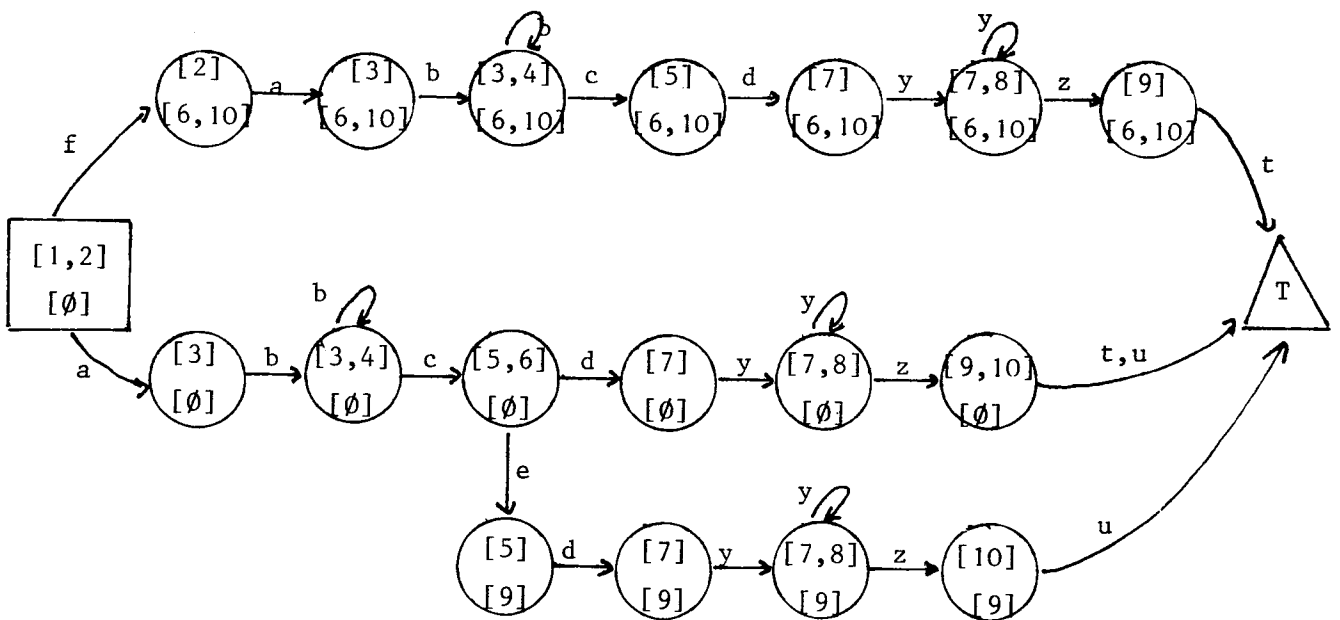 b y
[2] [3] [3,4] [5] [7] [7,8] [9]
a b c d y z
[6,10] [6,10] [6,10] [6,10] [6,10] [6,10] [6,10]
f t
[1,2]
[Ø] T
b y
a [3] b [3,4] c [5,6] d [7] y [7,8] z [9,10] t,u
[Ø] [Ø] [Ø] [Ø] [Ø] [Ø]
e
y u
[5] d [7] y [7,8] z [10]
[9] [9] [9] [9]